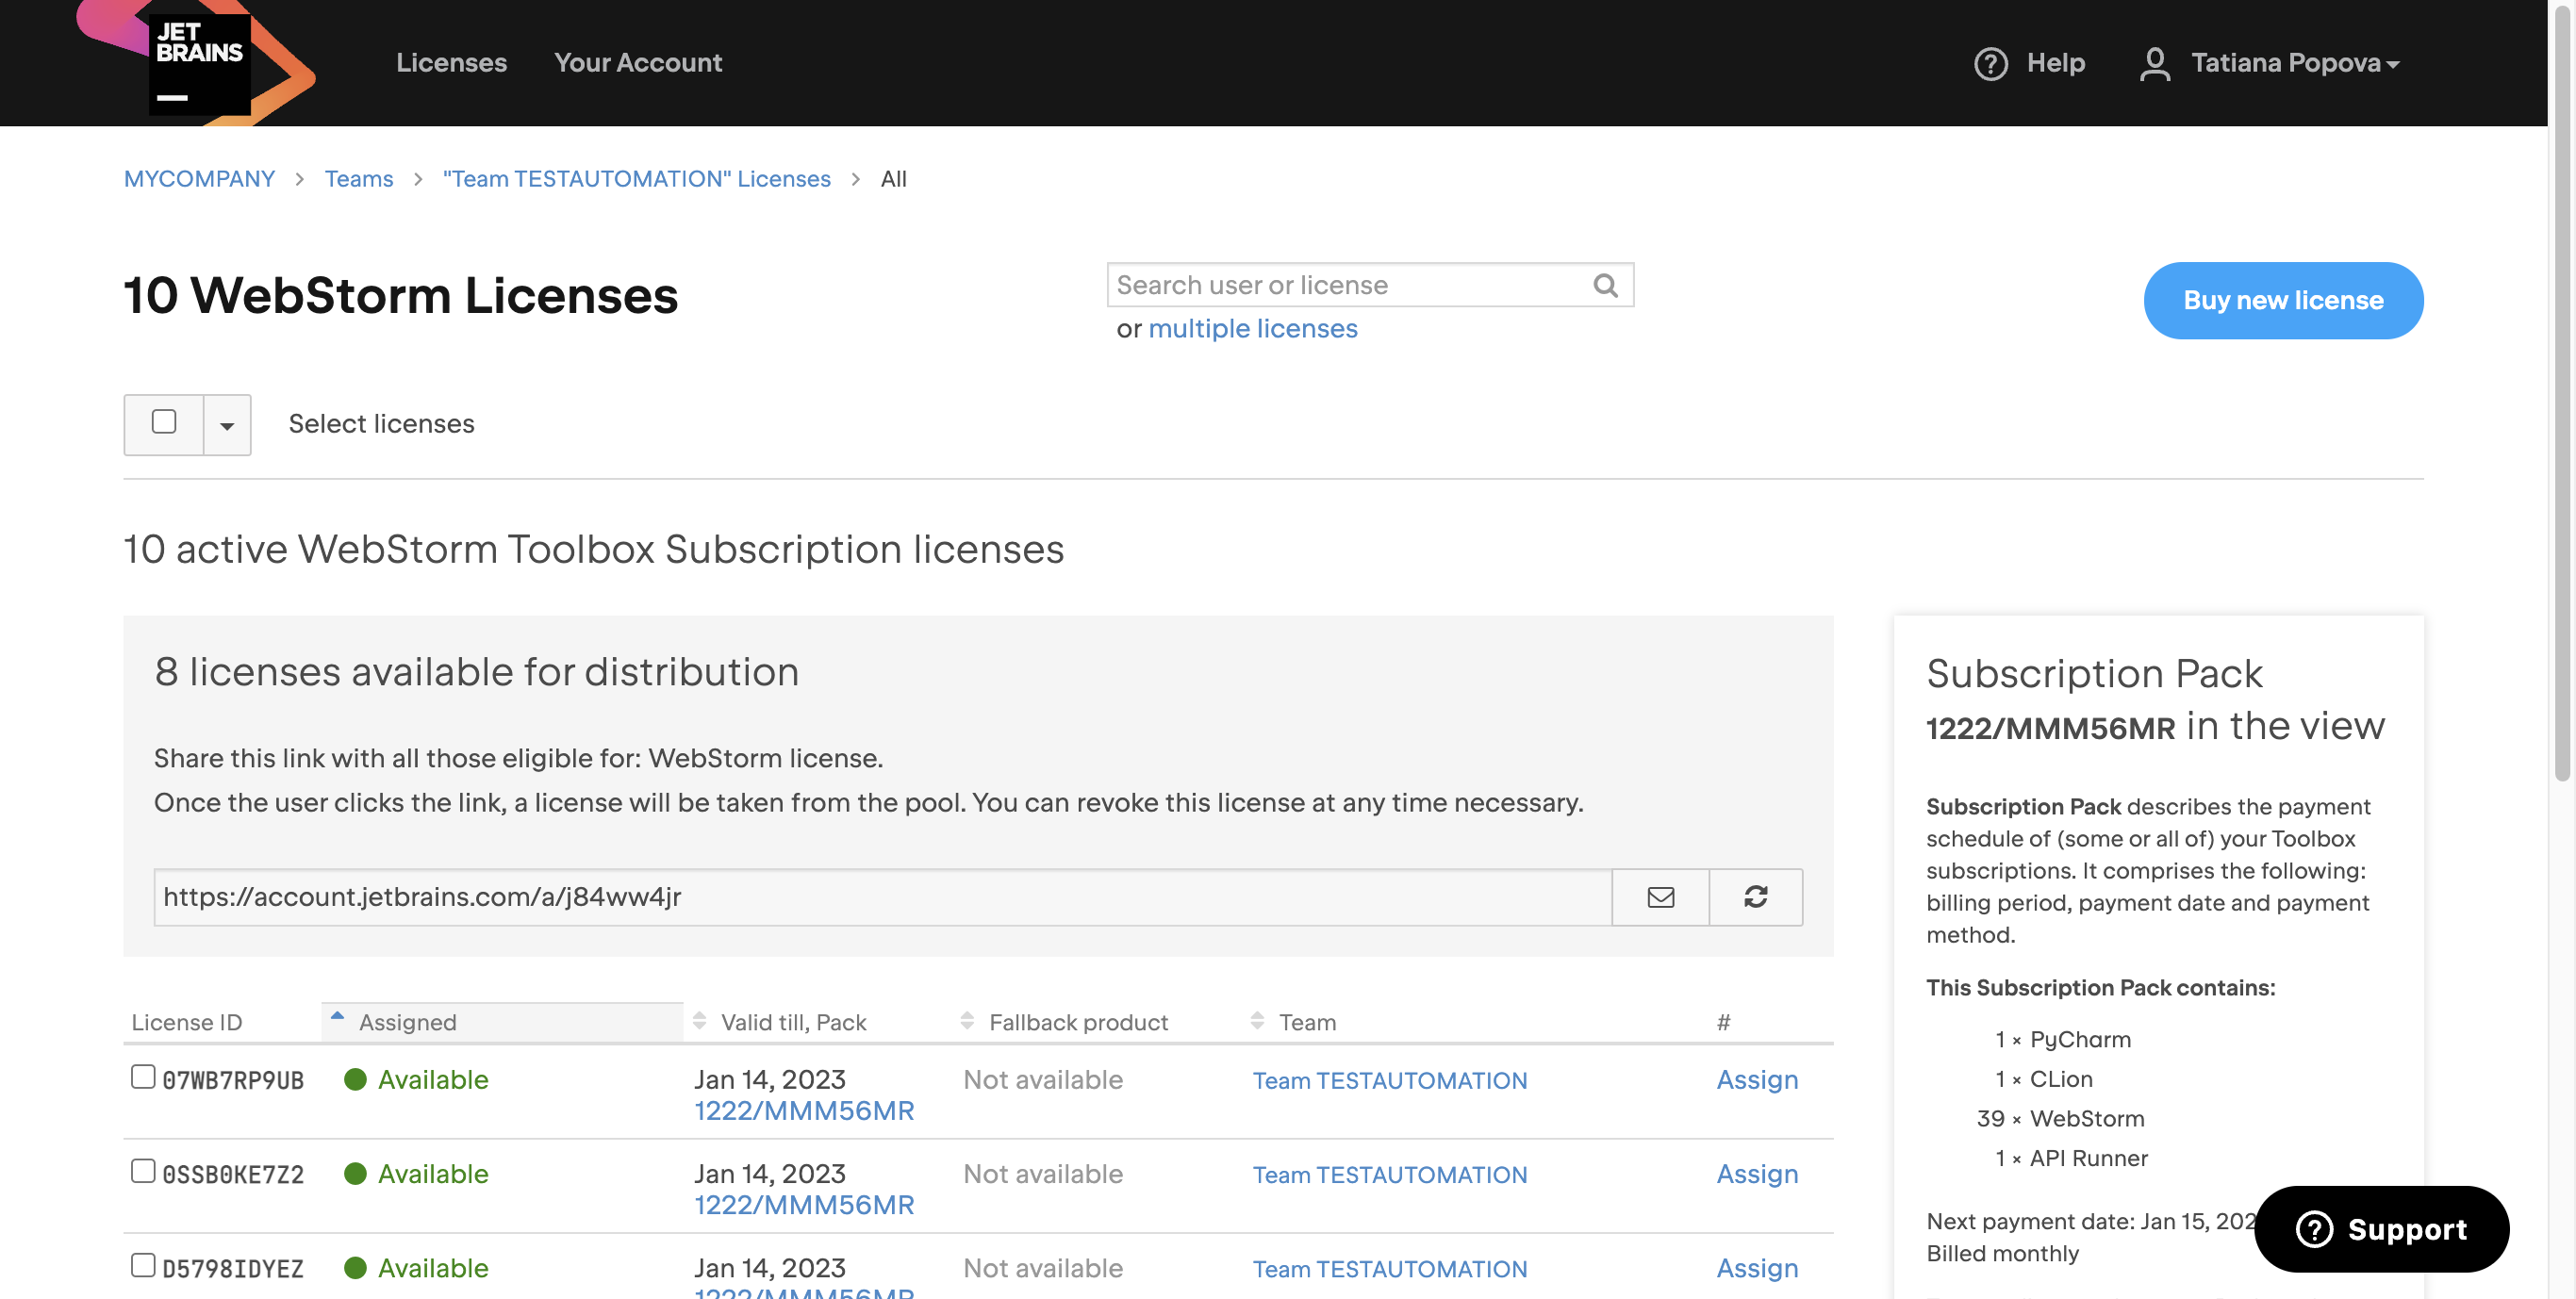 JET
BRAINS
Licenses
Your Account
Help
Tatiana Popova
MYCOMPANY > Teams > "Team TESTAUTOMATION" Licenses > All
10 WebStorm Licenses
Search user or license
or multiple licenses
Buy new license
Select licenses
10 active WebStorm Toolbox Subscription licenses
8 licenses available for distribution
Share this link with all those eligible for: WebStorm license.
Once the user clicks the link, a license will be taken from the pool. You can revoke this license at any time necessary.
https://account.jetbrains.com/a/j84ww4jr
License ID Assigned Valid till, Pack Fallback product Team #
07WB7RP9UB Available Jan 14, 2023 Not available Team TESTAUTOMATION Assign
1222/MMM56MR
0SSB0KE7Z2 Available Jan 14, 2023 Not available Team TESTAUTOMATION Assign
1222/MMM56MR
D5798IDYEZ Available Jan 14, 2023 Not available Team TESTAUTOMATION Assign
1222/MMM56MR
Subscription Pack
1222/MMM56MR in the view
Subscription Pack describes the payment
schedule of (some or all of) your Toolbox
subscriptions. It comprises the following:
billing period, payment date and payment
method.
This Subscription Pack contains:
1 × PyCharm
1 × CLion
39 × WebStorm
1 × API Runner
Next payment date: Jan 15, 202
Billed monthly
Support